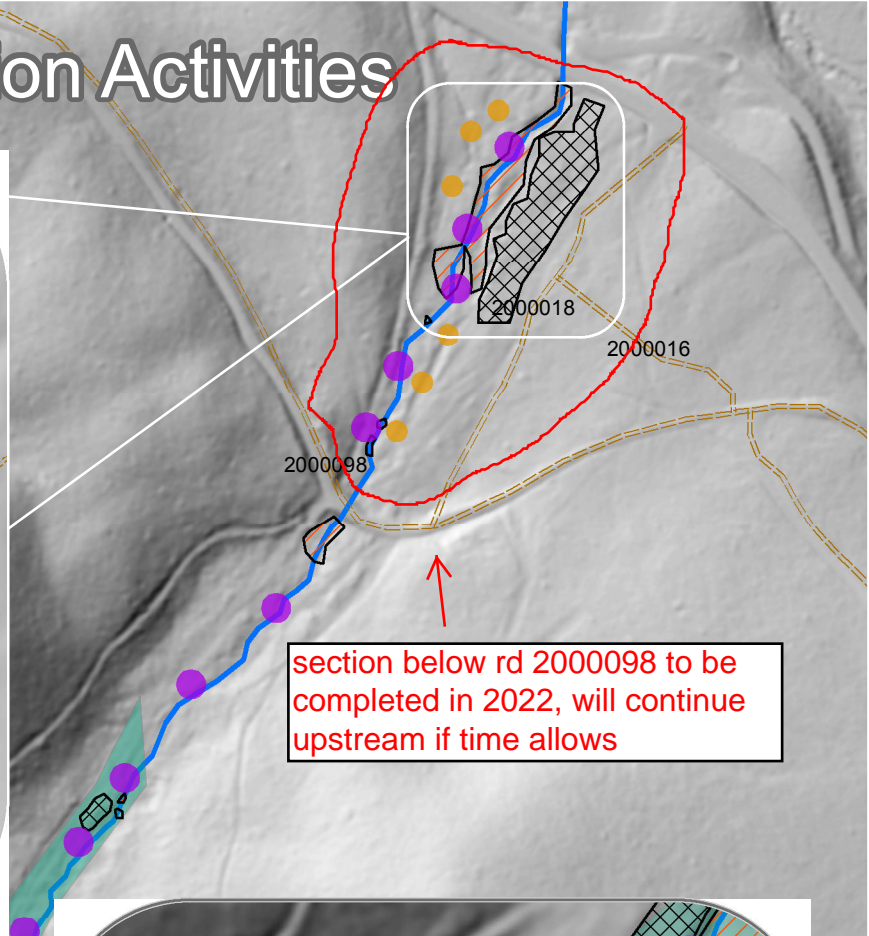 on Activities
2000018
2000016
2000098
section below rd 2000098 to be
completed in 2022, will continue
upstream if time allows